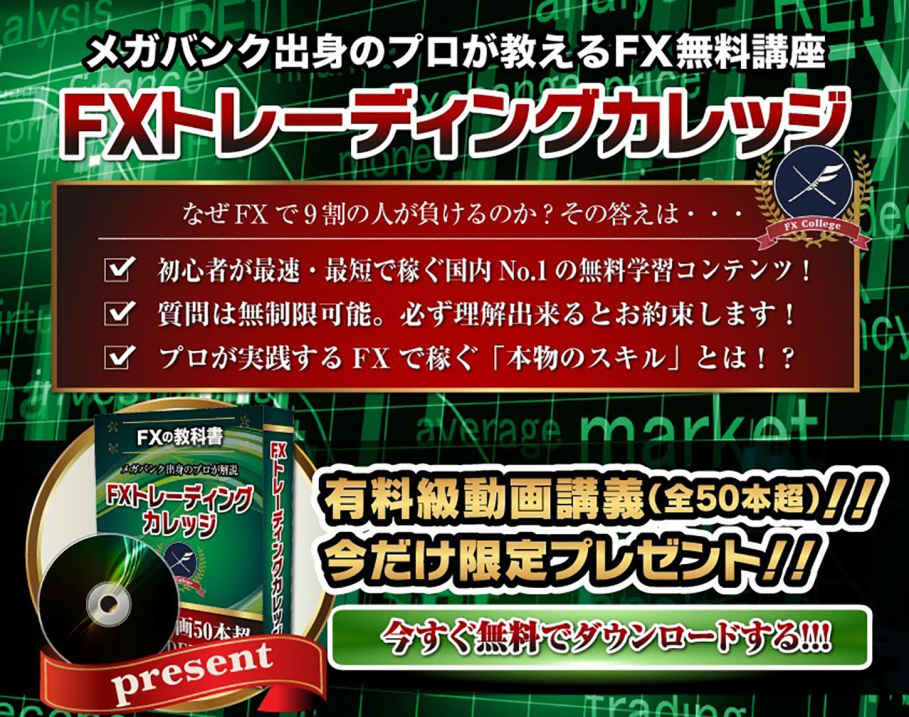 メガバンク出身のプロが教えるFX無料講座
FXトレーディングカレッジ
なぜFXで9割の人が負けるのか？その答えは・・・
FX College
初心者が最速・最短で稼ぐ国内No.1の無料学習コンテンツ！
質問は無制限可能。必ず理解出来るとお約束します！
プロが実践するFXで稼ぐ「本物のスキル」とは！？
average
market
FXの教科書
メガバンク出身のプロが解説
FXトレーディング
カレッジ
FXトレーディングカレッジ
画50本超
present
有料級動画講義（全50本超）！！
今だけ限定プレゼント！！
今すぐ無料でダウンロードする!!!
trading